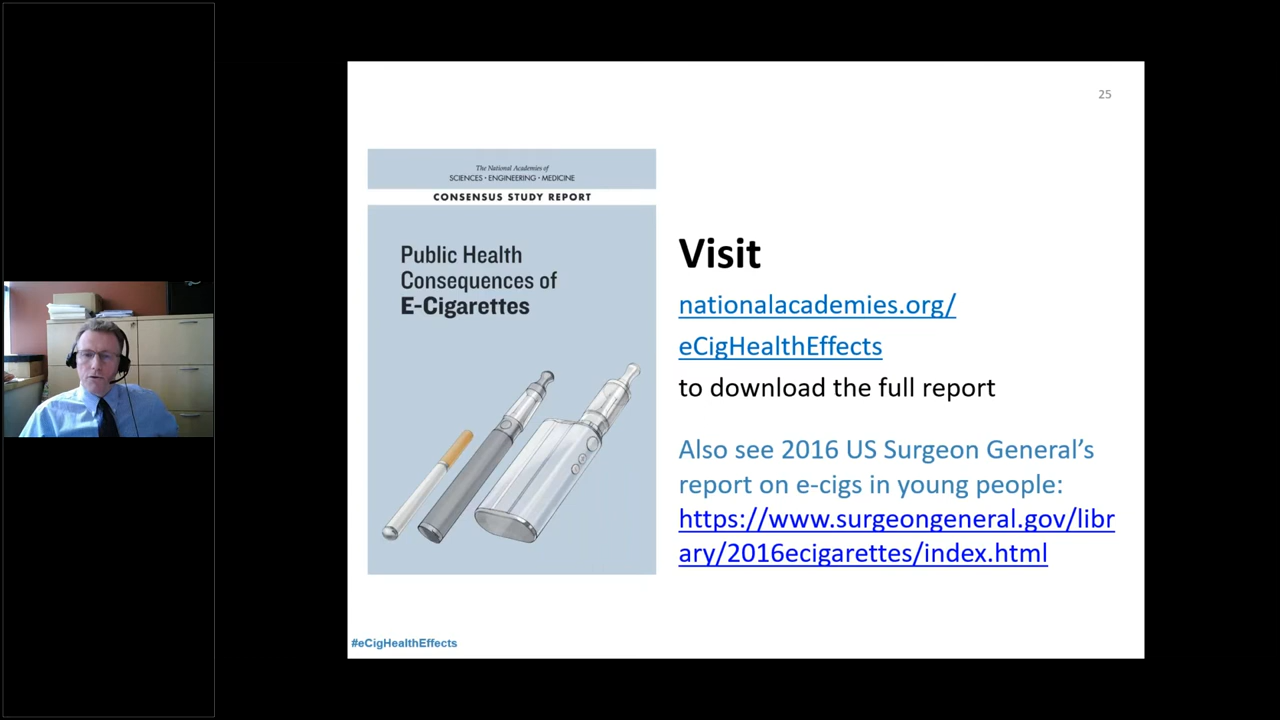 25
The National Academies of
SCIENCES • ENGINEERING • MEDICINE
CONSENSUS STUDY REPORT
Public Health
Consequences of
E-Cigarettes
Visit
nationalacademies.org/
eCigHealthEffects
to download the full report
Also see 2016 US Surgeon General’s
report on e-cigs in young people:
https://www.surgeongeneral.gov/libr
ary/2016ecigarettes/index.html
#eCigHealthEffects